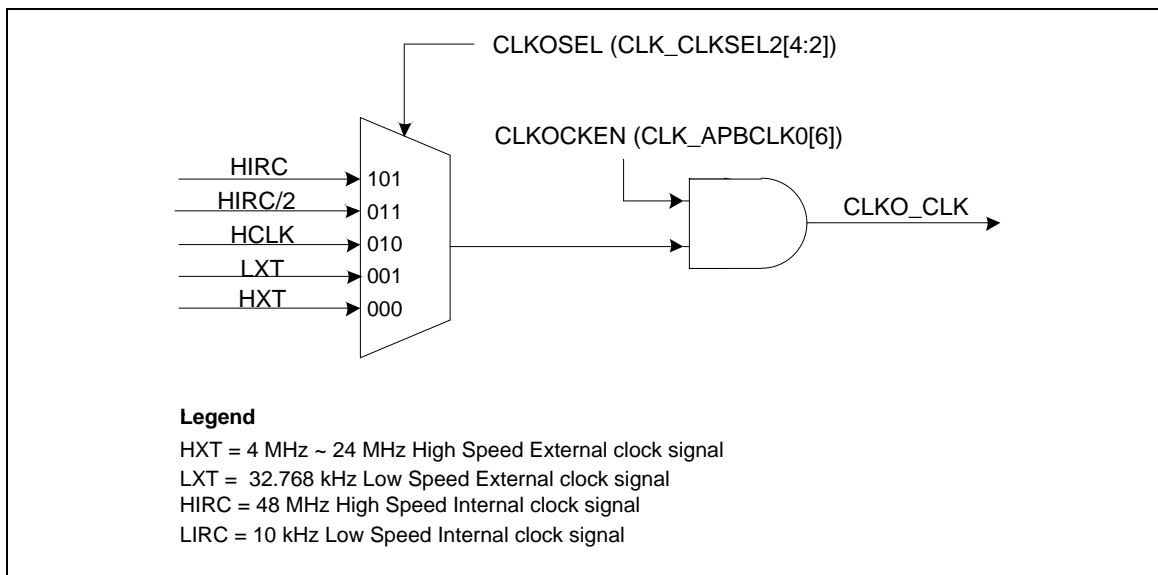 CLKOSEL (CLK_CLKSEL2[4:2])
CLKOCKEN (CLK_APBCLK0[6])
HIRC
101
HIRC/2
011
HCLK
010
LXT
001
HXT
000
CLKO_CLK
Legend
HXT = 4 MHz ~ 24 MHz High Speed External clock signal
LXT = 32.768 kHz Low Speed External clock signal
HIRC = 48 MHz High Speed Internal clock signal
LIRC = 10 kHz Low Speed Internal clock signal